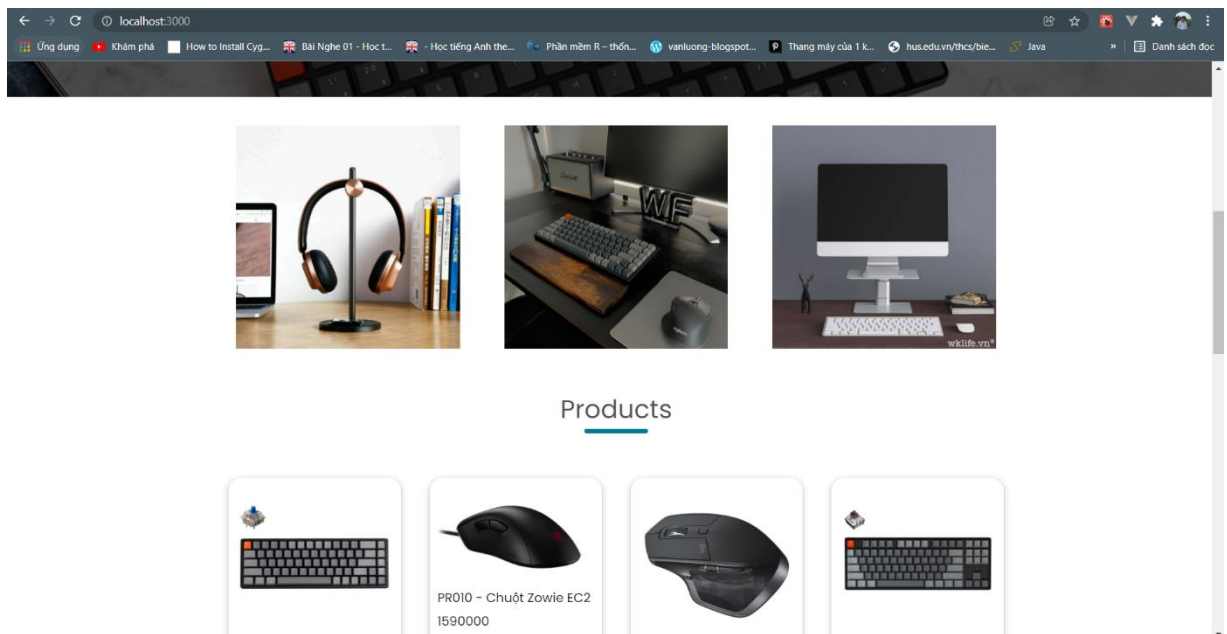 localhost:3000
Ứng dụng Khám phá How to Install Cyg... Bài Nghe 01 - Học t... - Học tiếng Anh the... Phần mềm R – thốn... vanluong-blogspot... Thang máy của 1 k... hus.edu.vn/thcs/bie... Java » Danh sách đọc
WF
wklife.vn®
Products
PR010 - Chuột Zowie EC2
1590000